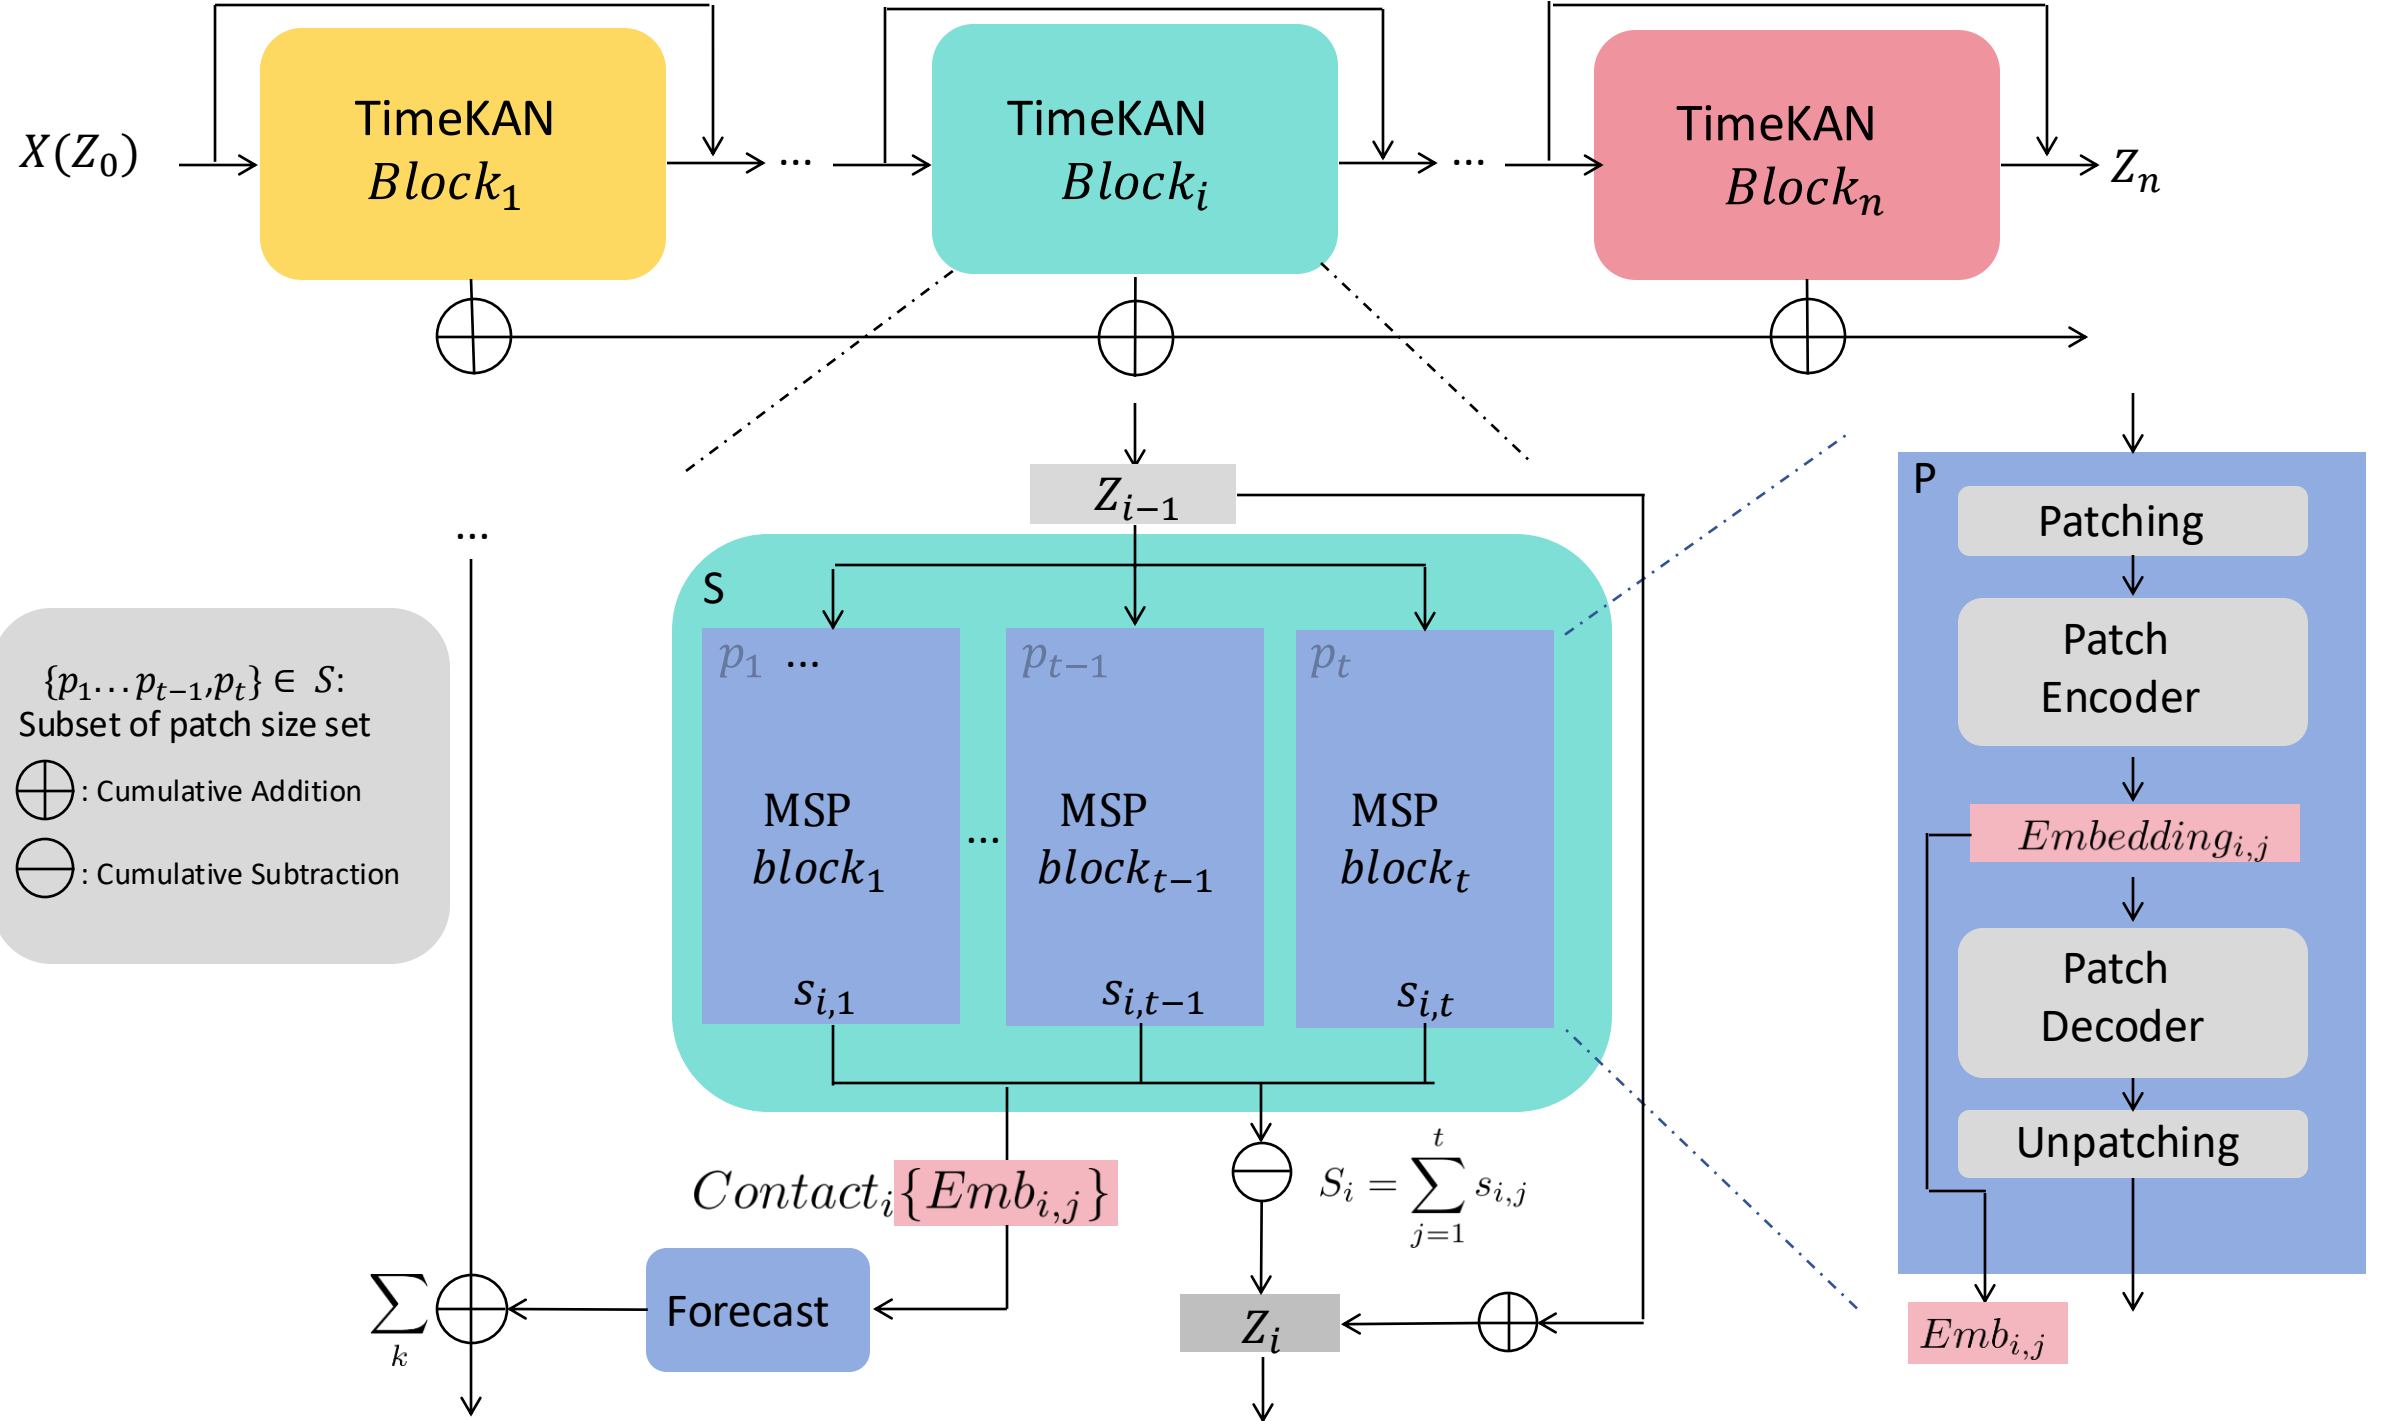 X(Z₀)
TimeKAN
Block₁
...
TimeKAN
Blockᵢ
...
TimeKAN
Blockₙ
Zₙ
...
{p₁...pₜ₋₁,pₜ} ∈ S:
Subset of patch size set
⊕ : Cumulative Addition
⊖ : Cumulative Subtraction
Zᵢ₋₁
S
p₁ ...
MSP
block₁
sᵢ,₁
...
pₜ₋₁
MSP
blockₜ₋₁
sᵢ,ₜ₋₁
pₜ
MSP
blockₜ
sᵢ,ₜ
Contactᵢ{Embᵢ,ⱼ}
Sᵢ = ∑ⱼ₌₁ᵗ sᵢ,ⱼ
∑ₖ
Forecast
Zᵢ
P
Patching
Patch
Encoder
Embeddingᵢ,ⱼ
Patch
Decoder
Unpatching
Embᵢ,ⱼ